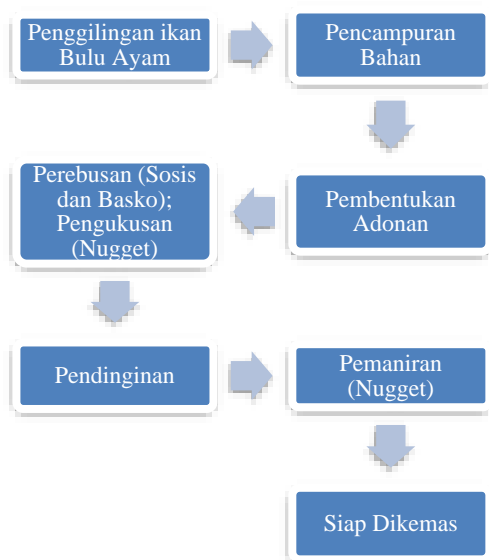 Penggilingan ikan
Bulu Ayam
Pencampuran
Bahan
Pembentukan
Adonan
Perebusan (Sosis
dan Basko);
Pengukusan
(Nugget)
Pendinginan
Pemaniran
(Nugget)
Siap Dikemas